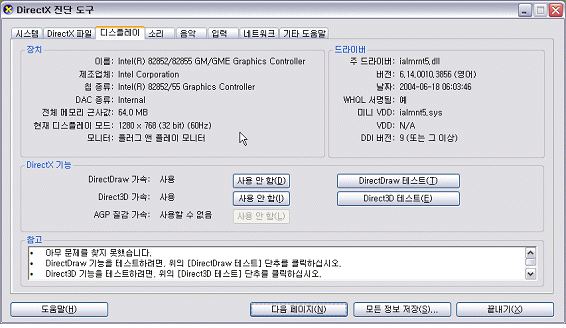 DirectX 진단 도구
시스템 DirectX 파일 디스플레이 소리 음악 입력 네트워크 기타 도움말
장치
이름: Intel(R) 82852/82855 GM/GME Graphics Controller
제조업체: Intel Corporation
칩 종류: Intel(R) 82852/55 Graphics Controller
DAC 종류: Internal
전체 메모리 근사값: 64,0 MB
현재 디스플레이 모드: 1280 x 768 (32 bit) (60Hz)
모니터: 플러그 앤 플레이 모니터
드라이버
주 드라이버: ialmrnt5,dll
버전: 6,14,0010,3856 (영어)
날짜: 2004-06-18 06:03:46
WHQL 서명됨: 예
미니 VDD: ialmnt5,sys
VDD: N/A
DDI 버전: 9 (또는 그 이상)
DirectX 기능
DirectDraw 가속: 사용 사용 안 함(D) DirectDraw 테스트(T)
Direct3D 가속: 사용 사용 안 함(I) Direct3D 테스트(E)
AGP 질감 가속: 사용할 수 없음 사용 안 함(L)
참고
• 아무 문제를 찾지 못했습니다.
• DirectDraw 기능을 테스트하려면, 위의 [DirectDraw 테스트] 단추를 클릭하십시오.
• Direct3D 기능을 테스트하려면, 위의 [Direct3D 테스트] 단추를 클릭하십시오.
도움말(H) 다음 페이지(N) 모든 정보 저장(S)... 끝내기(X)